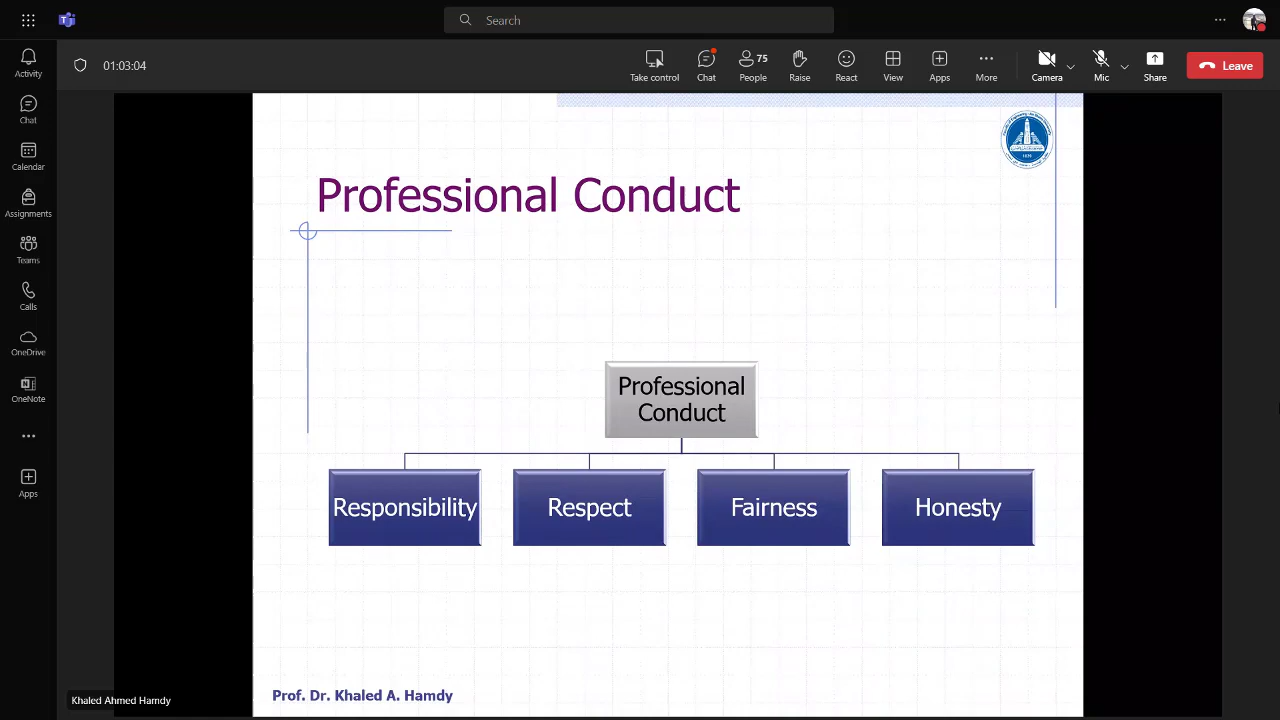 Search
Activity
Chat
Calendar
Assignments
Teams
Calls
OneDrive
OneNote
Apps
01:03:04
Take control
Chat
75
People
Raise
React
View
Apps
More
Camera
Mic
Share
Leave
Professional Conduct
Professional
Conduct
Responsibility
Respect
Fairness
Honesty
Prof. Dr. Khaled A. Hamdy
Khaled Ahmed Hamdy